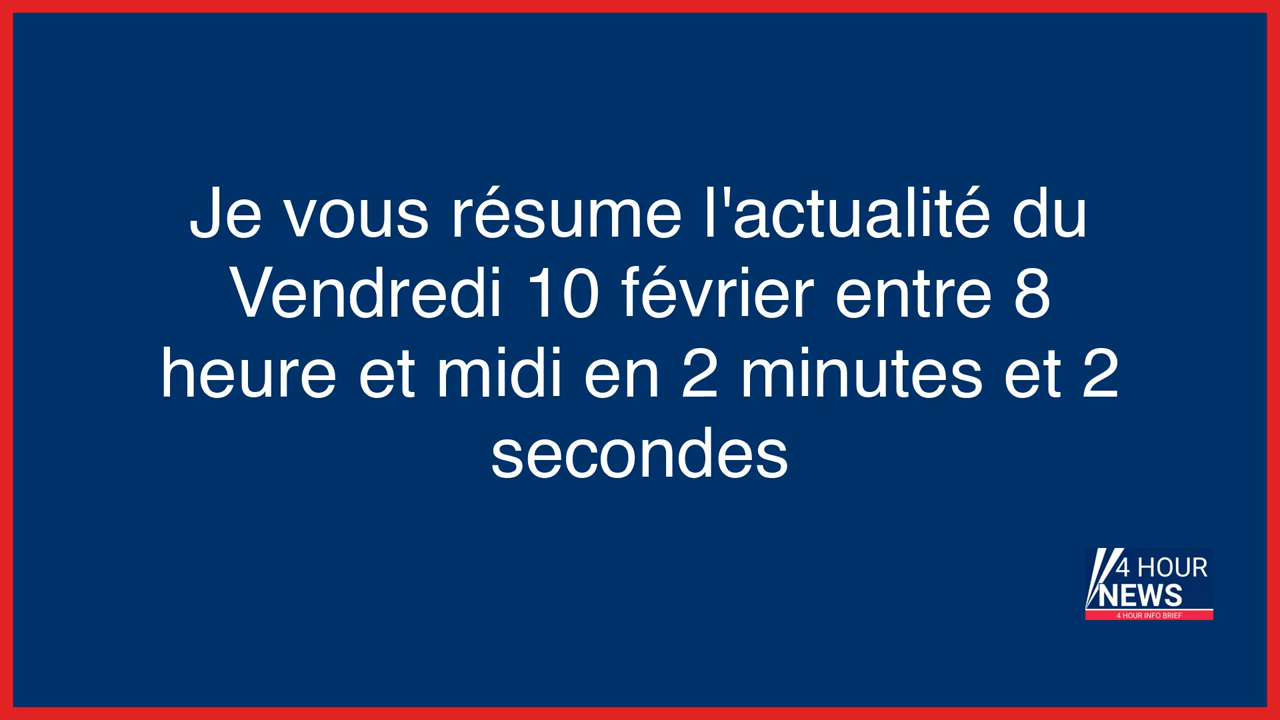 Je vous résume l'actualité du
Vendredi 10 février entre 8
heure et midi en 2 minutes et 2
secondes
4 HOUR
NEWS
4 HOUR INFO BRIEF